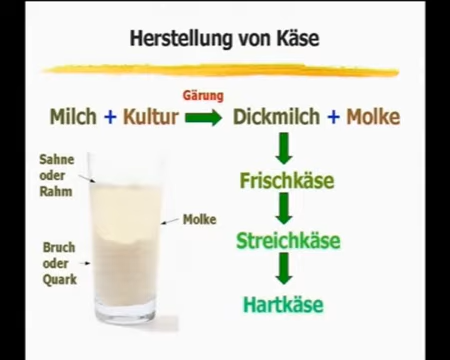 Herstellung von Käse
Gärung
Milch + Kultur Dickmilch + Molke
Sahne
oder
Rahm
Molke
Bruch
oder
Quark
Frischkäse
Streichkäse
Hartkäse